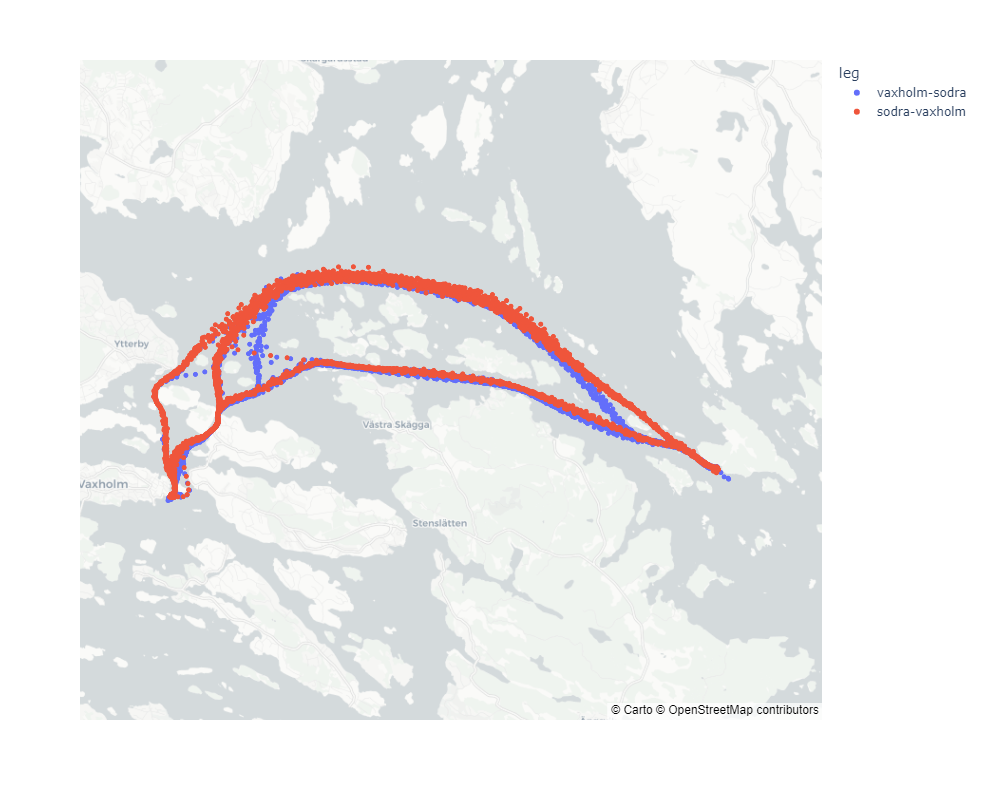 leg
vaxholm-sodra
sodra-vaxholm
Ytterby
Västra Skägga
Vaxholm
Stenslätten
© Carto © OpenStreetMap contributors